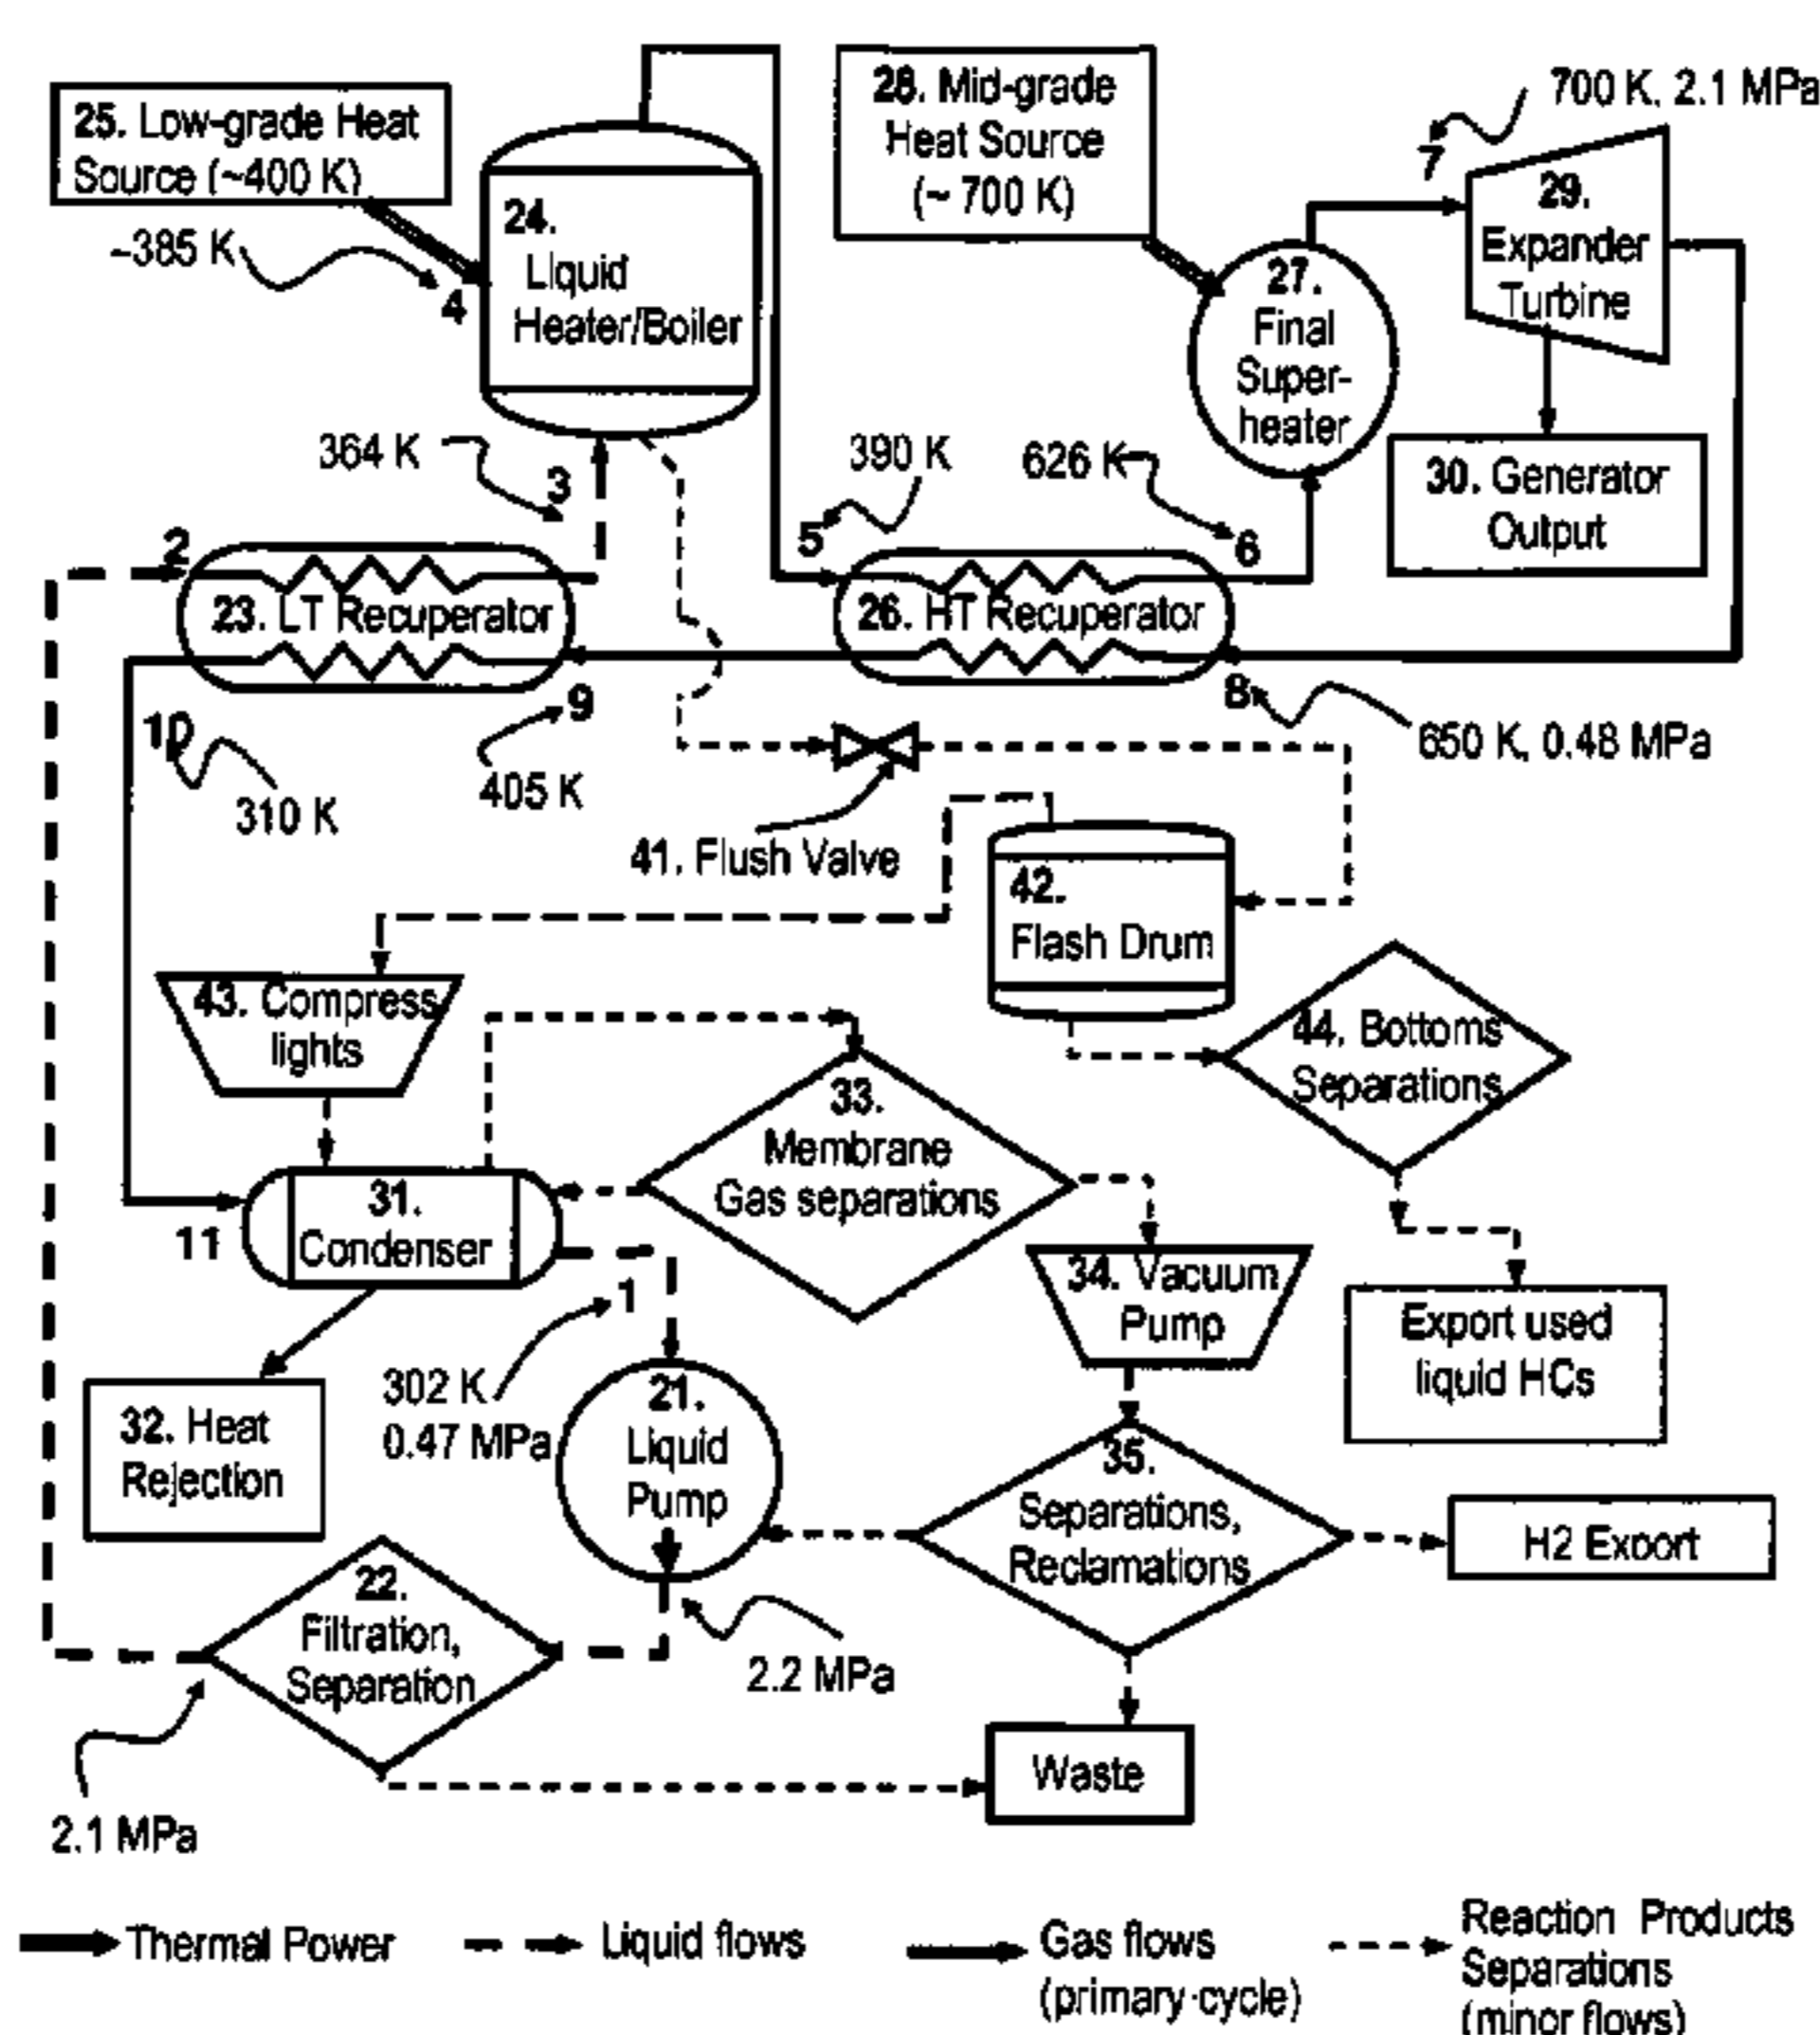 25. Low-grade Heat
Source (~400 K)
28. Mid-grade
Heat Source
(~ 700 K)
700 K, 2.1 MPa
7
29.
Expander
Turbine
24.
Liquid
Heater/Boiler
~385 K
4
27.
Final
Super-
heater
364 K
3
390 K
5
626 K
6
30. Generator
Output
2
23. LT Recuperator
26. HT Recuperator
10
310 K
9
405 K
8
650 K, 0.48 MPa
41. Flush Valve
42.
Flash Drum
43. Compress
lights
44. Bottoms
Separations
33.
Membrane
Gas separations
31.
Condenser
11
34. Vacuum
Pump
Export used
liquid HCs
1
302 K
0.47 MPa
21.
Liquid
Pump
32. Heat
Rejection
35.
Separations,
Reclamations
H2 Exoort
22.
Filtration,
Separation
2.2 MPa
2.1 MPa
Waste
Thermal Power
Liquid flows
Gas flows
(primary cycle)
Reaction Products
Separations
(minor flows)